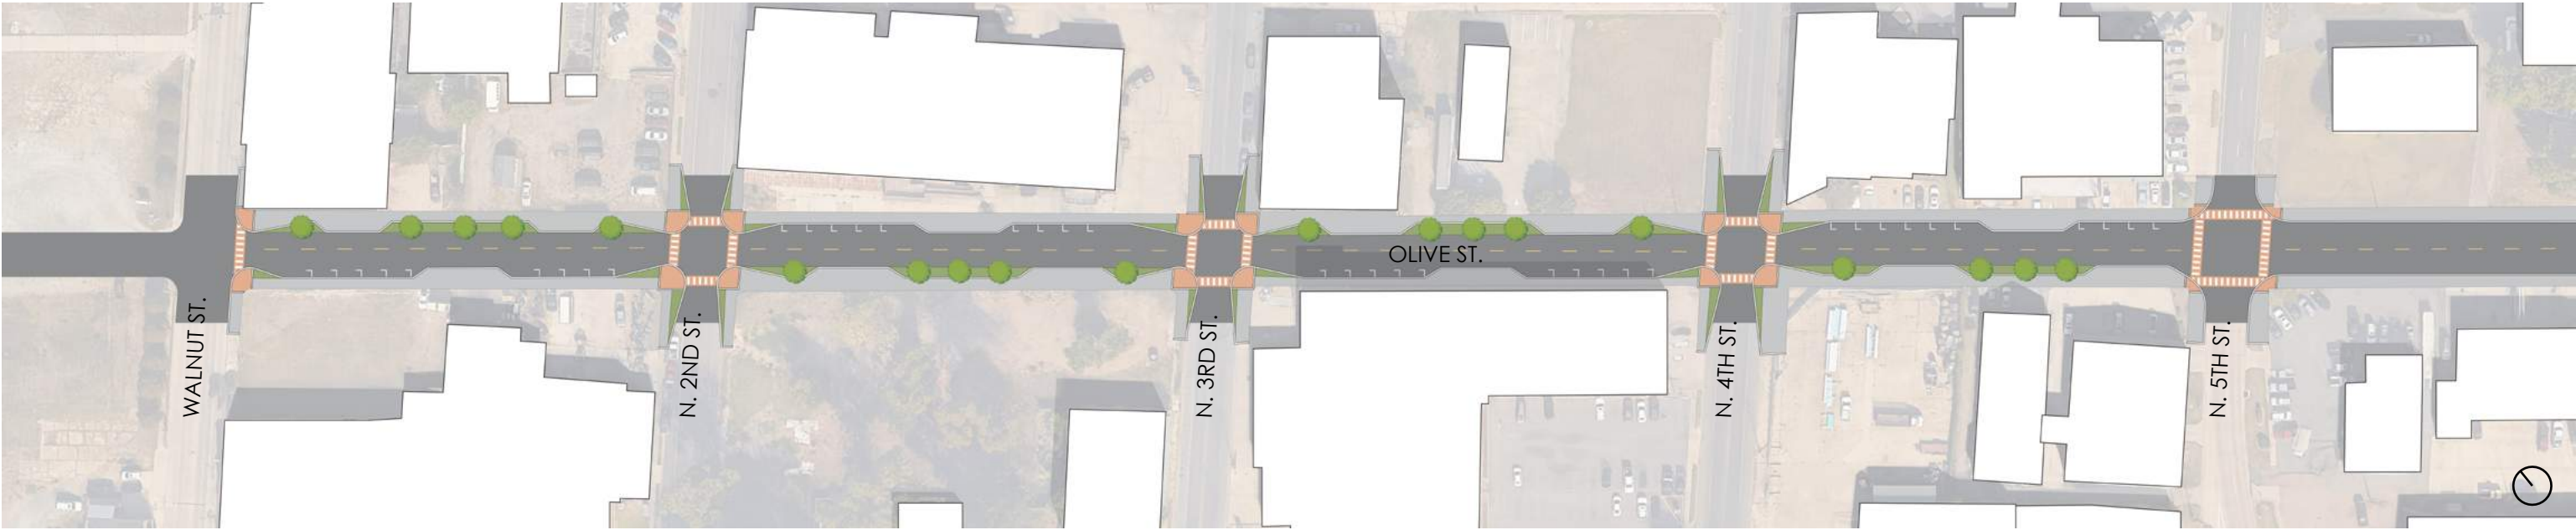 OLIVE ST.
WALNUT ST.
N. 2ND ST.
N. 3RD ST.
N. 4TH ST.
N. 5TH ST.